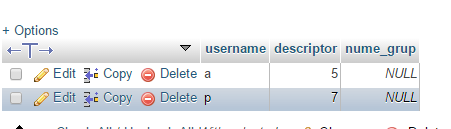 + Options
←T→ username descriptor nume_grup
Edit Copy Delete a 5 NULL
Edit Copy Delete p 7 NULL